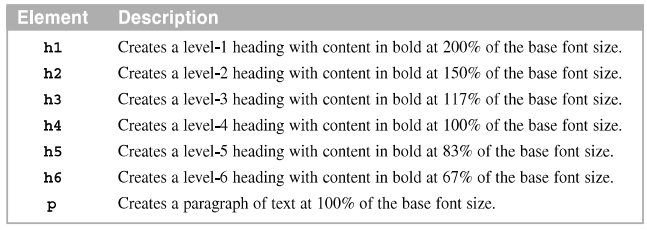 Element Description
h1 Creates a level-1 heading with content in bold at 200% of the base font size.
h2 Creates a level-2 heading with content in bold at 150% of the base font size.
h3 Creates a level-3 heading with content in bold at 117% of the base font size.
h4 Creates a level-4 heading with content in bold at 100% of the base font size.
h5 Creates a level-5 heading with content in bold at 83% of the base font size.
h6 Creates a level-6 heading with content in bold at 67% of the base font size.
p Creates a paragraph of text at 100% of the base font size.